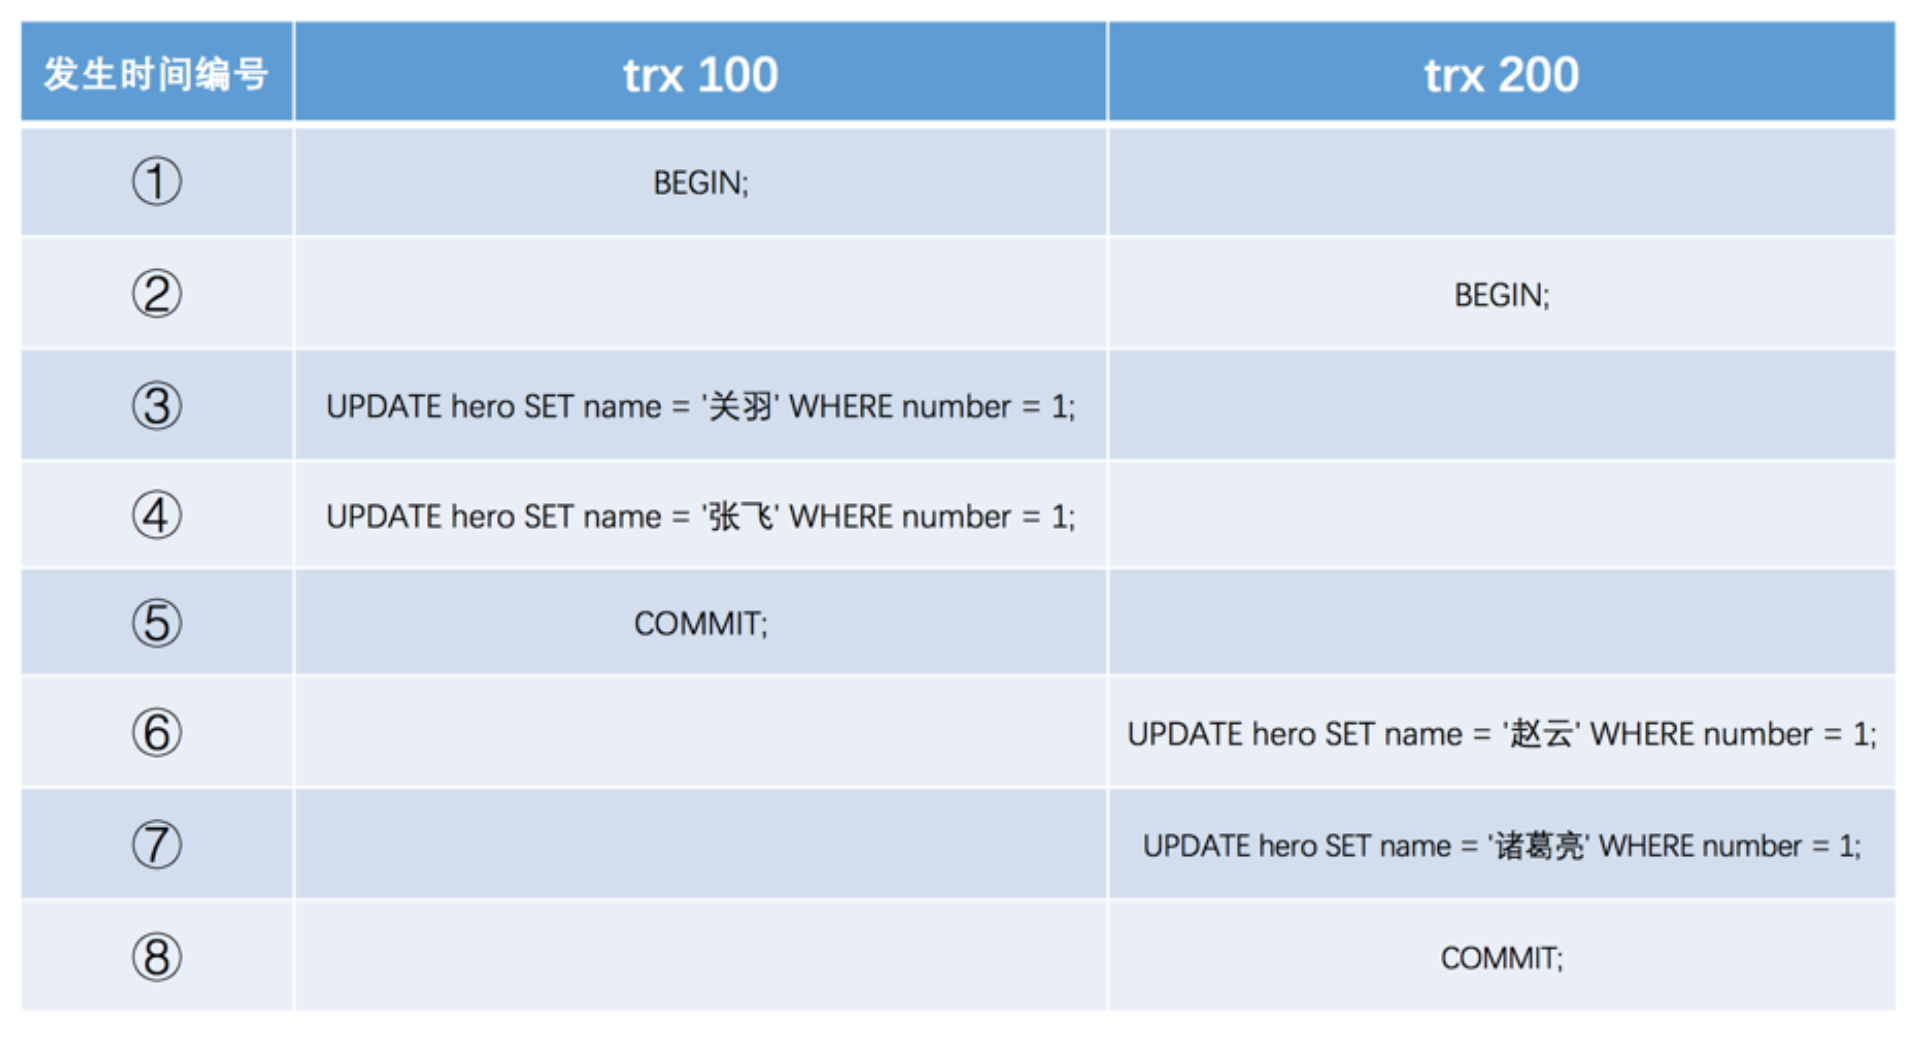 发生时间编号 trx 100 trx 200
① BEGIN;
② BEGIN;
③ UPDATE hero SET name = '关羽' WHERE number = 1;
④ UPDATE hero SET name = '张飞' WHERE number = 1;
⑤ COMMIT;
⑥ UPDATE hero SET name = '赵云' WHERE number = 1;
⑦ UPDATE hero SET name = '诸葛亮' WHERE number = 1;
⑧ COMMIT;